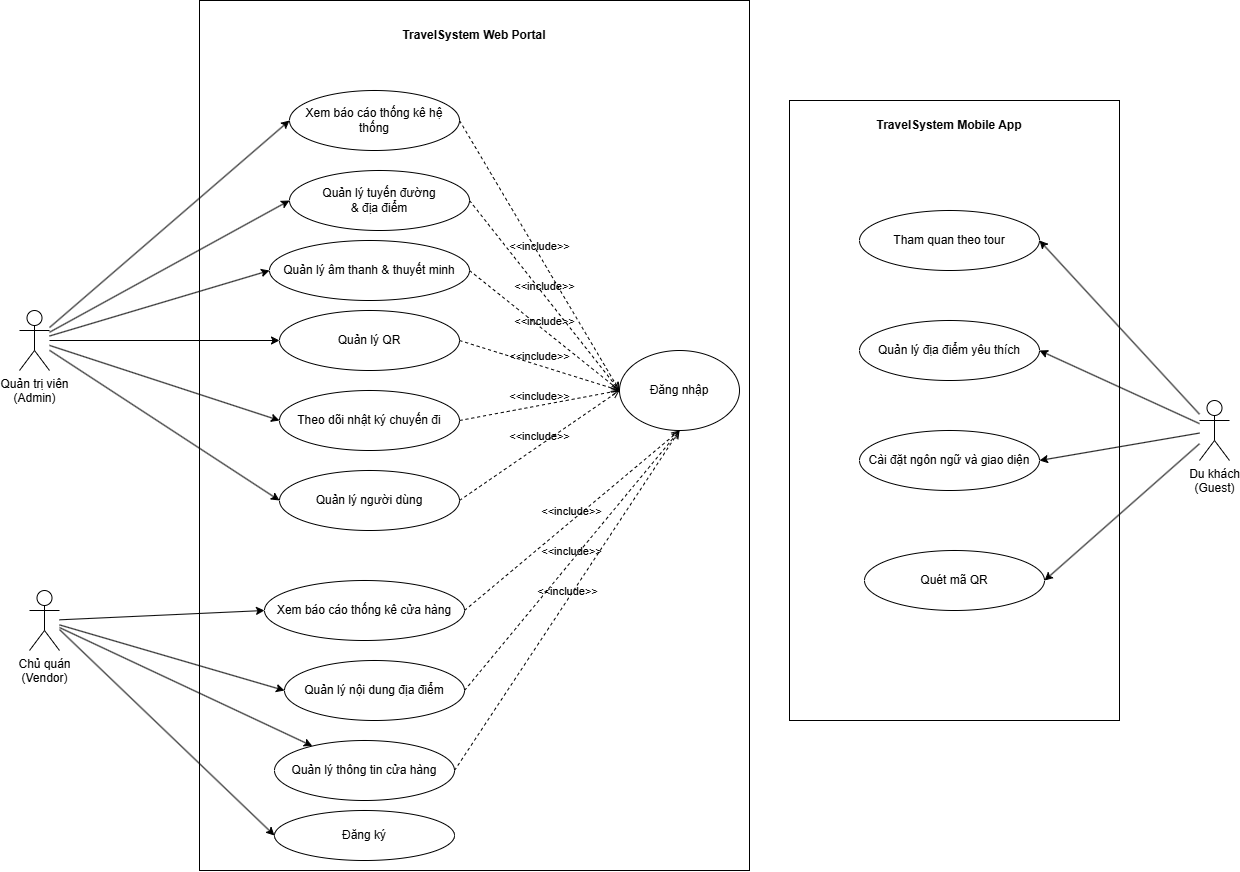 TravelSystem Web Portal
Xem báo cáo thống kê hệ
thống
Quản lý tuyến đường
& địa điểm
<<include>>
Quản lý âm thanh & thuyết minh
<<include>>
<<include>>
Quản lý QR
<<include>>
Quản trị viên
(Admin)
Đăng nhập
<<include>>
Theo dõi nhật ký chuyến đi
<<include>>
Quản lý người dùng
<<include>>
<<include>>
<<include>>
Xem báo cáo thống kê cửa hàng
Chủ quán
(Vendor)
Quản lý nội dung địa điểm
Quản lý thông tin cửa hàng
Đăng ký
TravelSystem Mobile App
Tham quan theo tour
Quản lý địa điểm yêu thích
Cài đặt ngôn ngữ và giao diện
Du khách
(Guest)
Quét mã QR